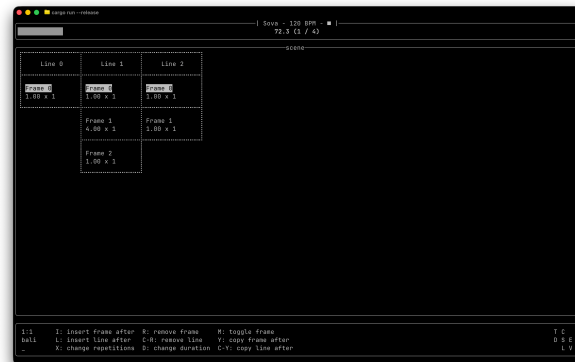 cargo run --release
| Sova - 120 BPM - ■ |
72.3 (1 / 4)
scene
Line 0 Line 1 Line 2
Frame 0 Frame 0 Frame 0
1.00 x 1 1.00 x 1 1.00 x 1
Frame 1 Frame 1
4.00 x 1 1.00 x 1
Frame 2
1.00 x 1
1:1 I: insert frame after R: remove frame M: toggle frame T C
bali L: insert line after C-R: remove line Y: copy frame after D S E
_ X: change repetitions D: change duration C-Y: copy line after L V